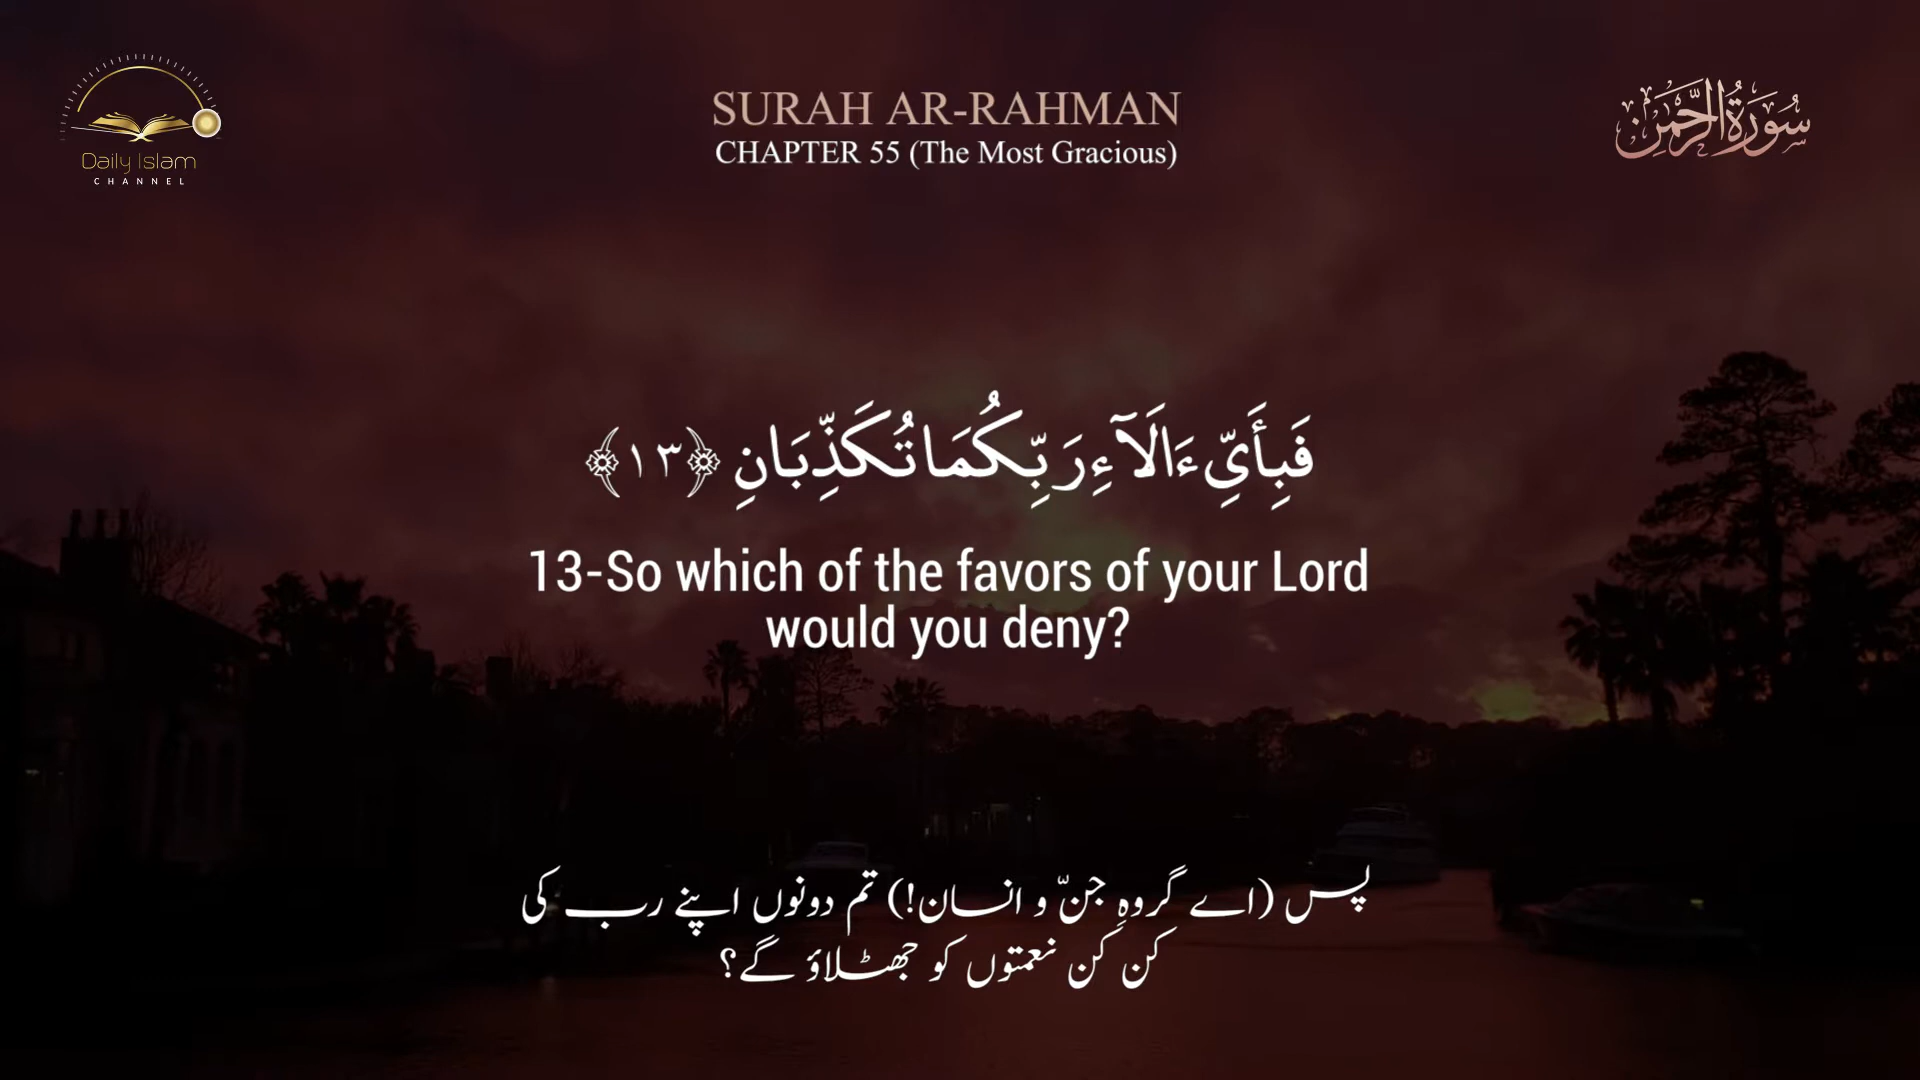 Daily Islam
CHANNEL
SURAH AR-RAHMAN
CHAPTER 55 (The Most Gracious)
سُورَةُ الرَّحْمَٰن
فَبِأَيِّ ءَالَآءِ رَبِّكُمَا تُكَذِّبَانِ ﴿١٣﴾
13-So which of the favors of your Lord
would you deny?
پس (اے گروہِ جنّ و انسان!) تم دونوں اپنے رب کی
کن کن نعمتوں کو جھٹلاؤ گے؟